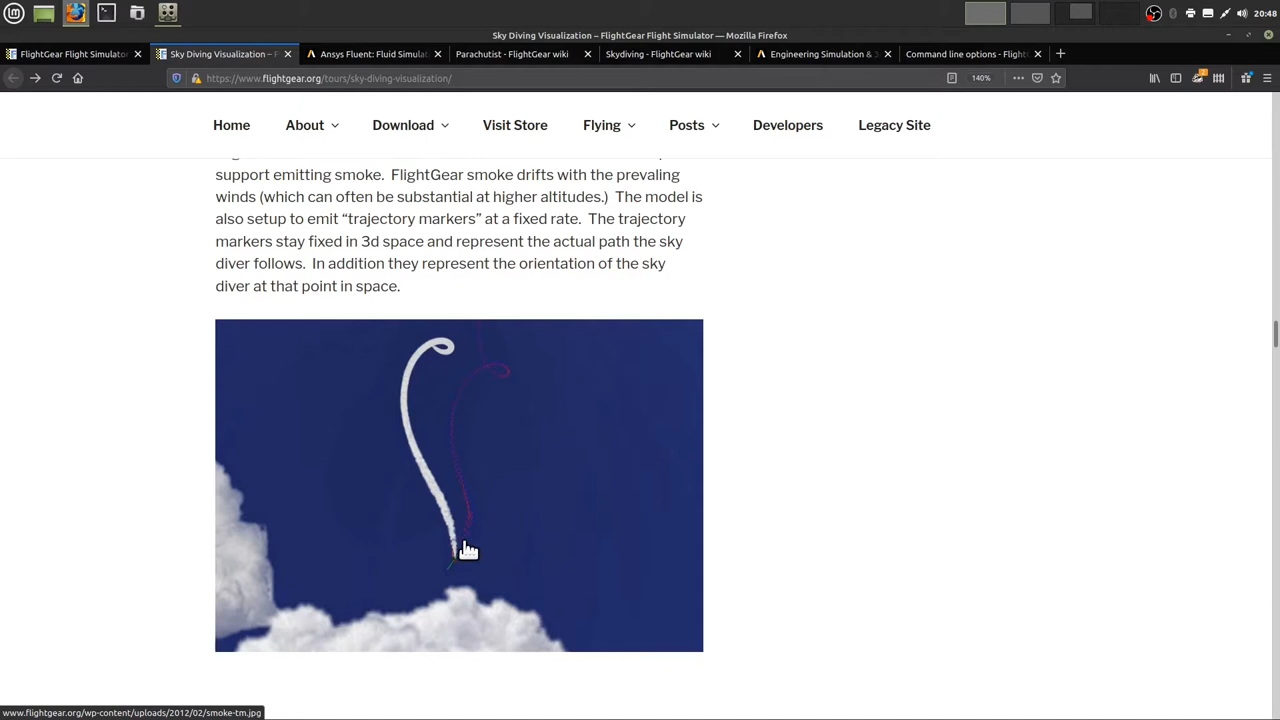 20:48
Sky Diving Visualization – FlightGear Flight Simulator — Mozilla Firefox
FlightGear Flight Simulator
Sky Diving Visualization – F
Ansys Fluent: Fluid Simulat
Parachutist - FlightGear wiki
Skydiving - FlightGear wiki
Engineering Simulation & 3
Command line options - Flight
https://www.flightgear.org/tours/sky-diving-visualization/
140%
2
Home
About
Download
Visit Store
Flying
Posts
Developers
Legacy Site
support emitting smoke. FlightGear smoke drifts with the prevaling
winds (which can often be substantial at higher altitudes.) The model is
also setup to emit “trajectory markers” at a fixed rate. The trajectory
markers stay fixed in 3d space and represent the actual path the sky
diver follows. In addition they represent the orientation of the sky
diver at that point in space.
www.flightgear.org/wp-content/uploads/2012/02/smoke-tm.jpg